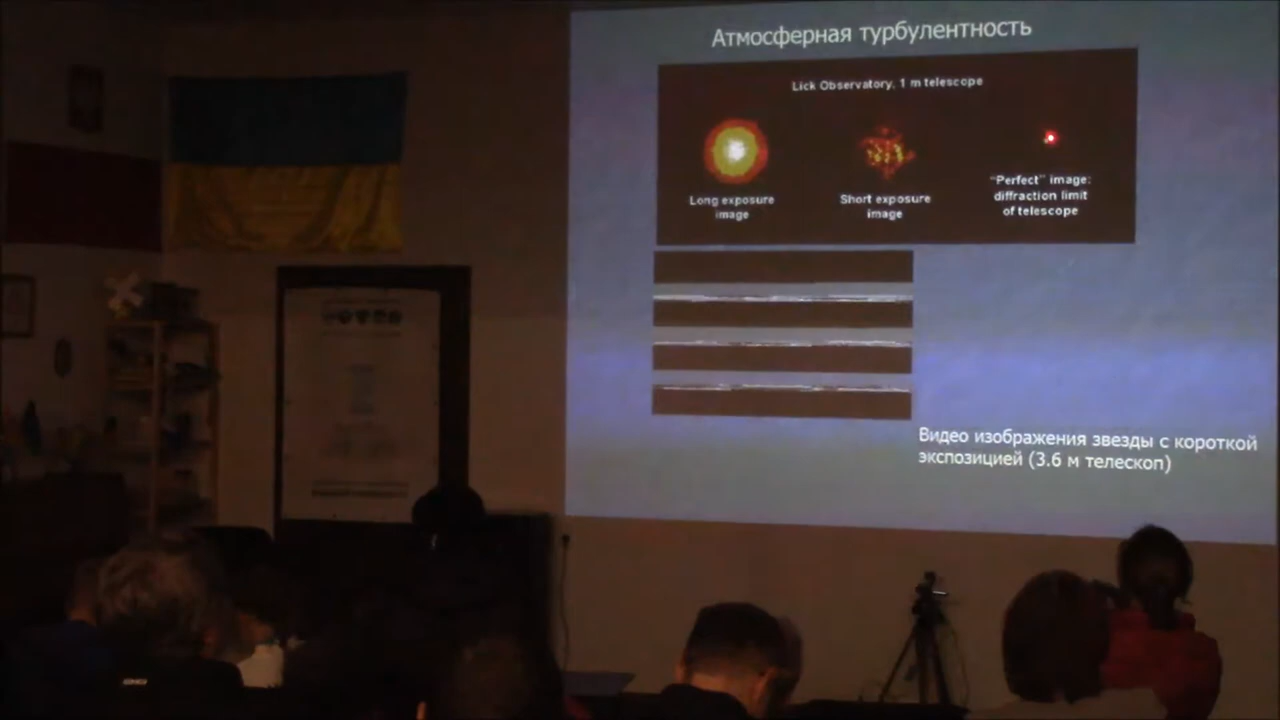 Атмосферная турбулентность
Lick Observatory, 1 m telescope
Long exposure
image
Short exposure
image
"Perfect" image:
diffraction limit
of telescope
Видео изображения звезды с короткой
экспозицией (3.6 м телескоп)